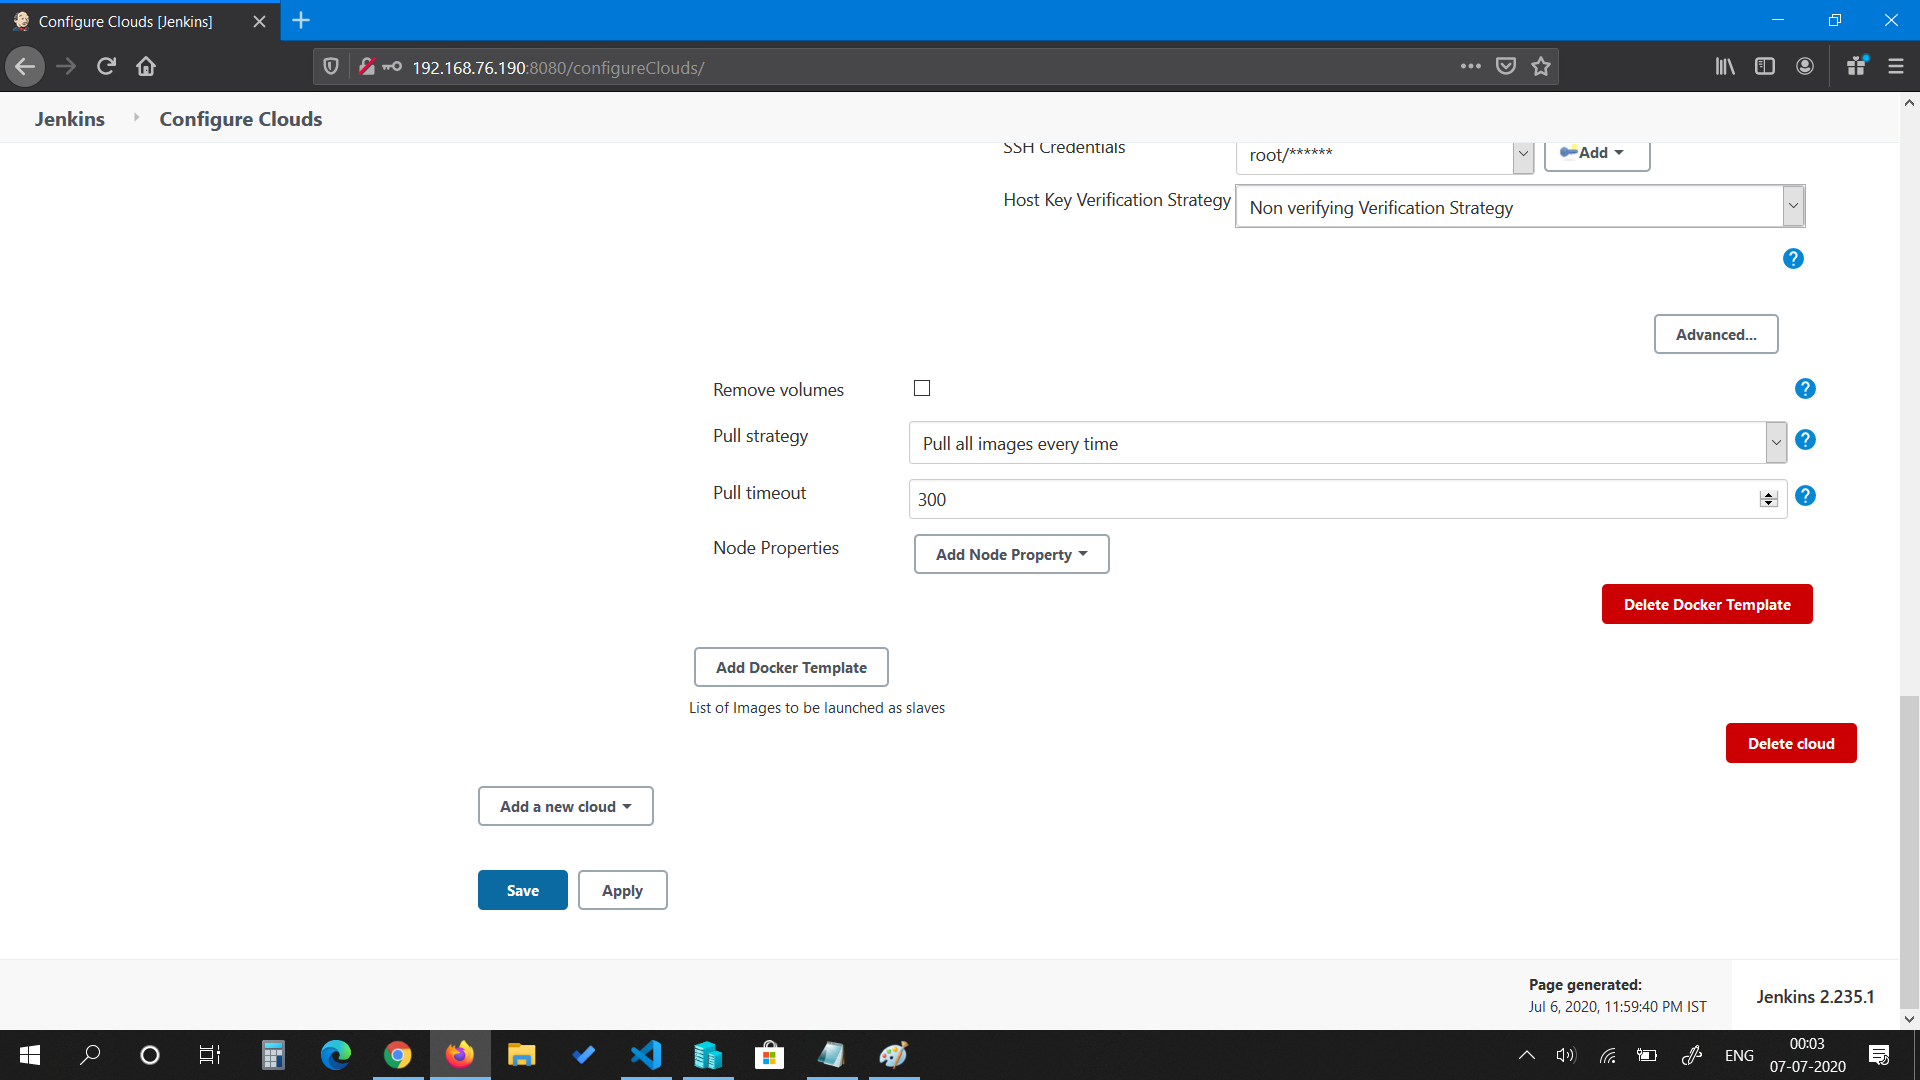 Configure Clouds [Jenkins]
192.168.76.190:8080/configureClouds/
Jenkins
Configure Clouds
SSH Credentials
root/******
Add
Host Key Verification Strategy
Non verifying Verification Strategy
Advanced...
Remove volumes
Pull strategy
Pull all images every time
Pull timeout
300
Node Properties
Add Node Property
Delete Docker Template
Add Docker Template
List of Images to be launched as slaves
Delete cloud
Add a new cloud
Save
Apply
Page generated:
Jul 6, 2020, 11:59:40 PM IST
Jenkins 2.235.1
ENG
00:03
07-07-2020